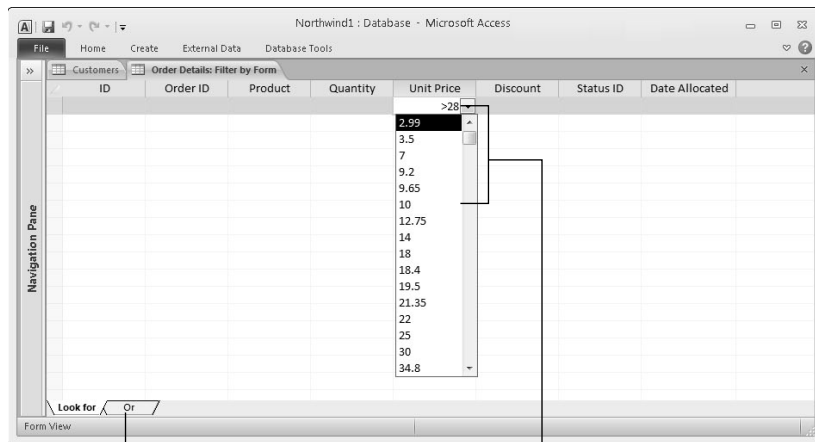 Northwind1 : Database - Microsoft Access
File Home Create External Data Database Tools
Customers Order Details: Filter by Form
ID Order ID Product Quantity Unit Price Discount Status ID Date Allocated
>28
2.99
3.5
7
9.2
9.65
10
12.75
14
18
18.4
19.5
21.35
22
25
30
34.8
Navigation Pane
Look for Or
Form View